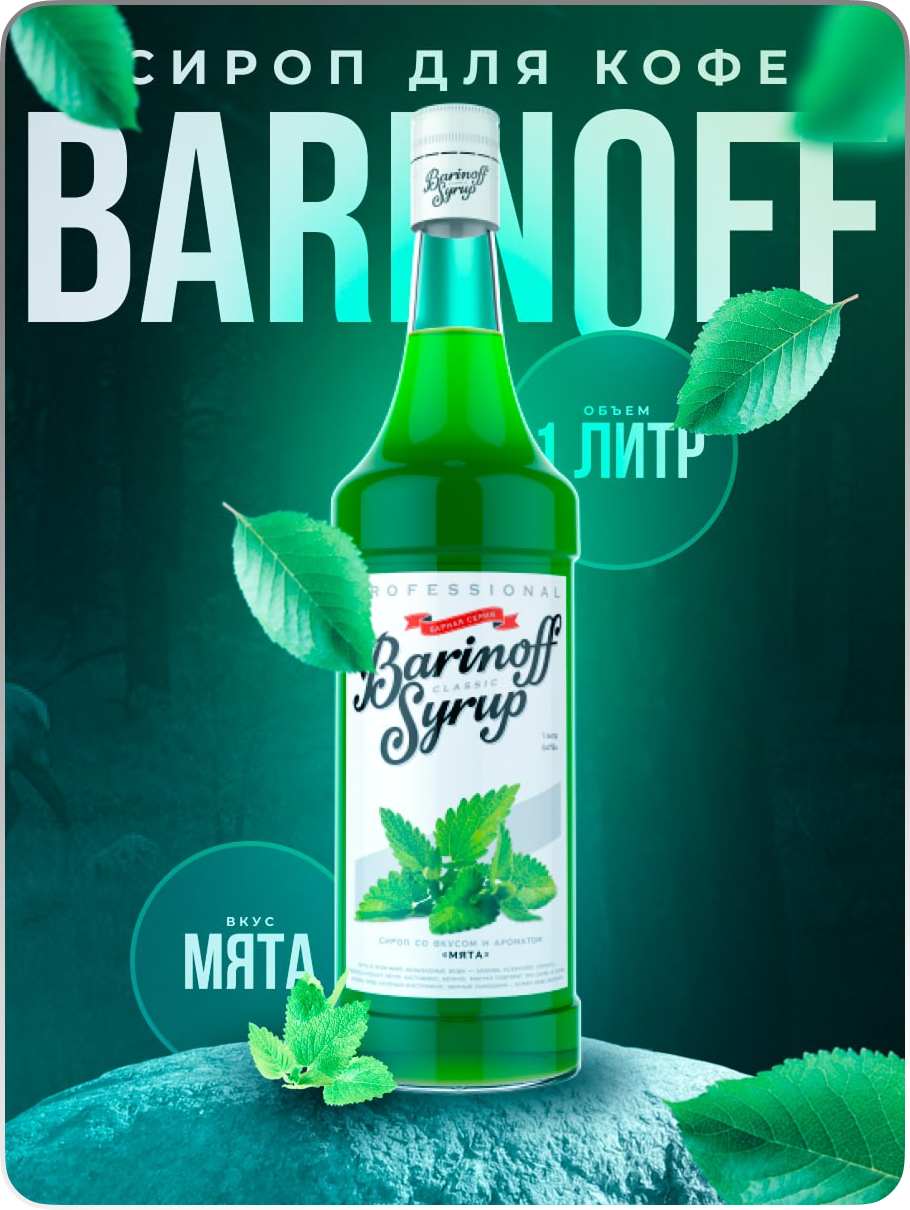 СИРОП ДЛЯ КОФЕ
BARINOFF
Barinoff
Syrup
ОБЪЕМ
1 ЛИТР
PROFESSIONAL
БАРНАЯ СЕРИЯ
Barinoff
CLASSIC
Syrup
ВКУС
МЯТА
СИРОП СО ВКУСОМ И АРОМАТОМ
«МЯТА»